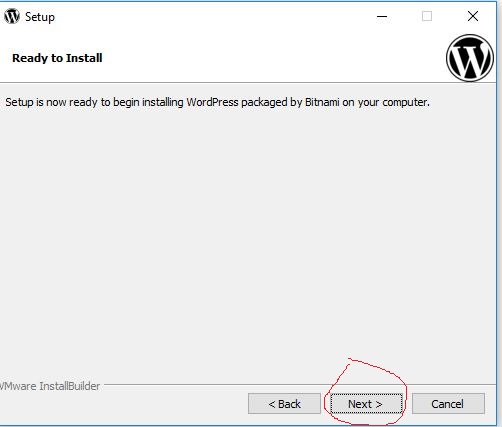 Setup
Ready to Install
Setup is now ready to begin installing WordPress packaged by Bitnami on your computer.
VMware InstallBuilder
< Back
Next >
Cancel